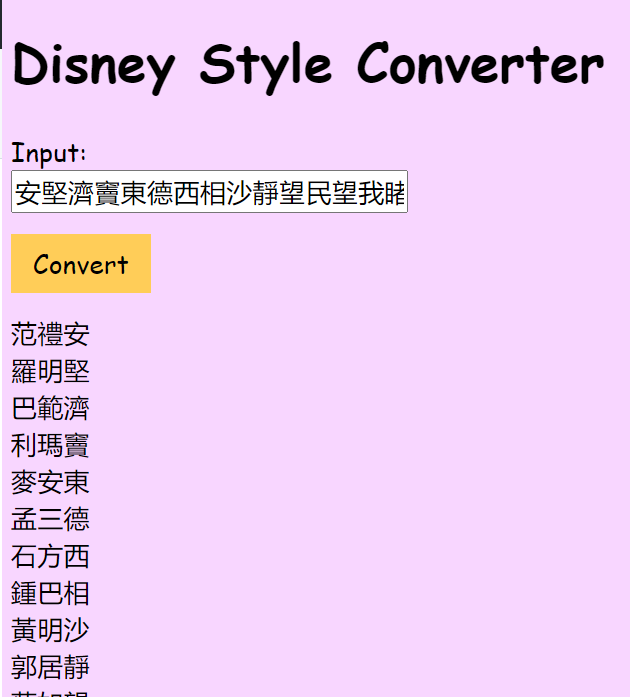 Disney Style Converter
Input:
安堅濟竇東德西相沙靜望民望我睹
Convert
范禮安
羅明堅
巴範濟
利瑪竇
麥安東
孟三德
石方西
鍾巴相
黃明沙
郭居靜